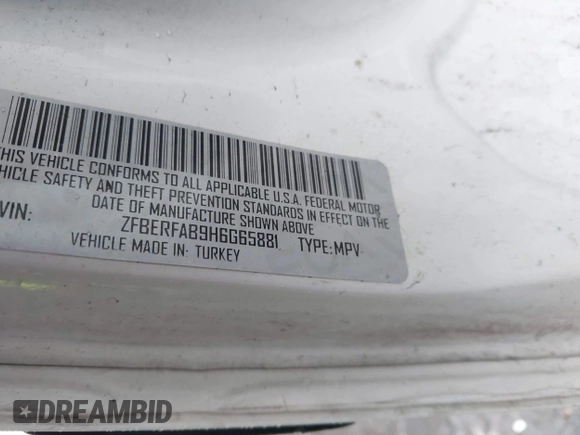 THIS VEHICLE CONFORMS TO ALL APPLICABLE U.S.A. FEDERAL MOTOR
VEHICLE SAFETY AND THEFT PREVENTION STANDARDS IN EFFECT ON THE
DATE OF MANUFACTURE SHOWN ABOVE
VIN: ZFBERFAB9H6G65881 TYPE:MPV
VEHICLE MADE IN: TURKEY
DREAMBID